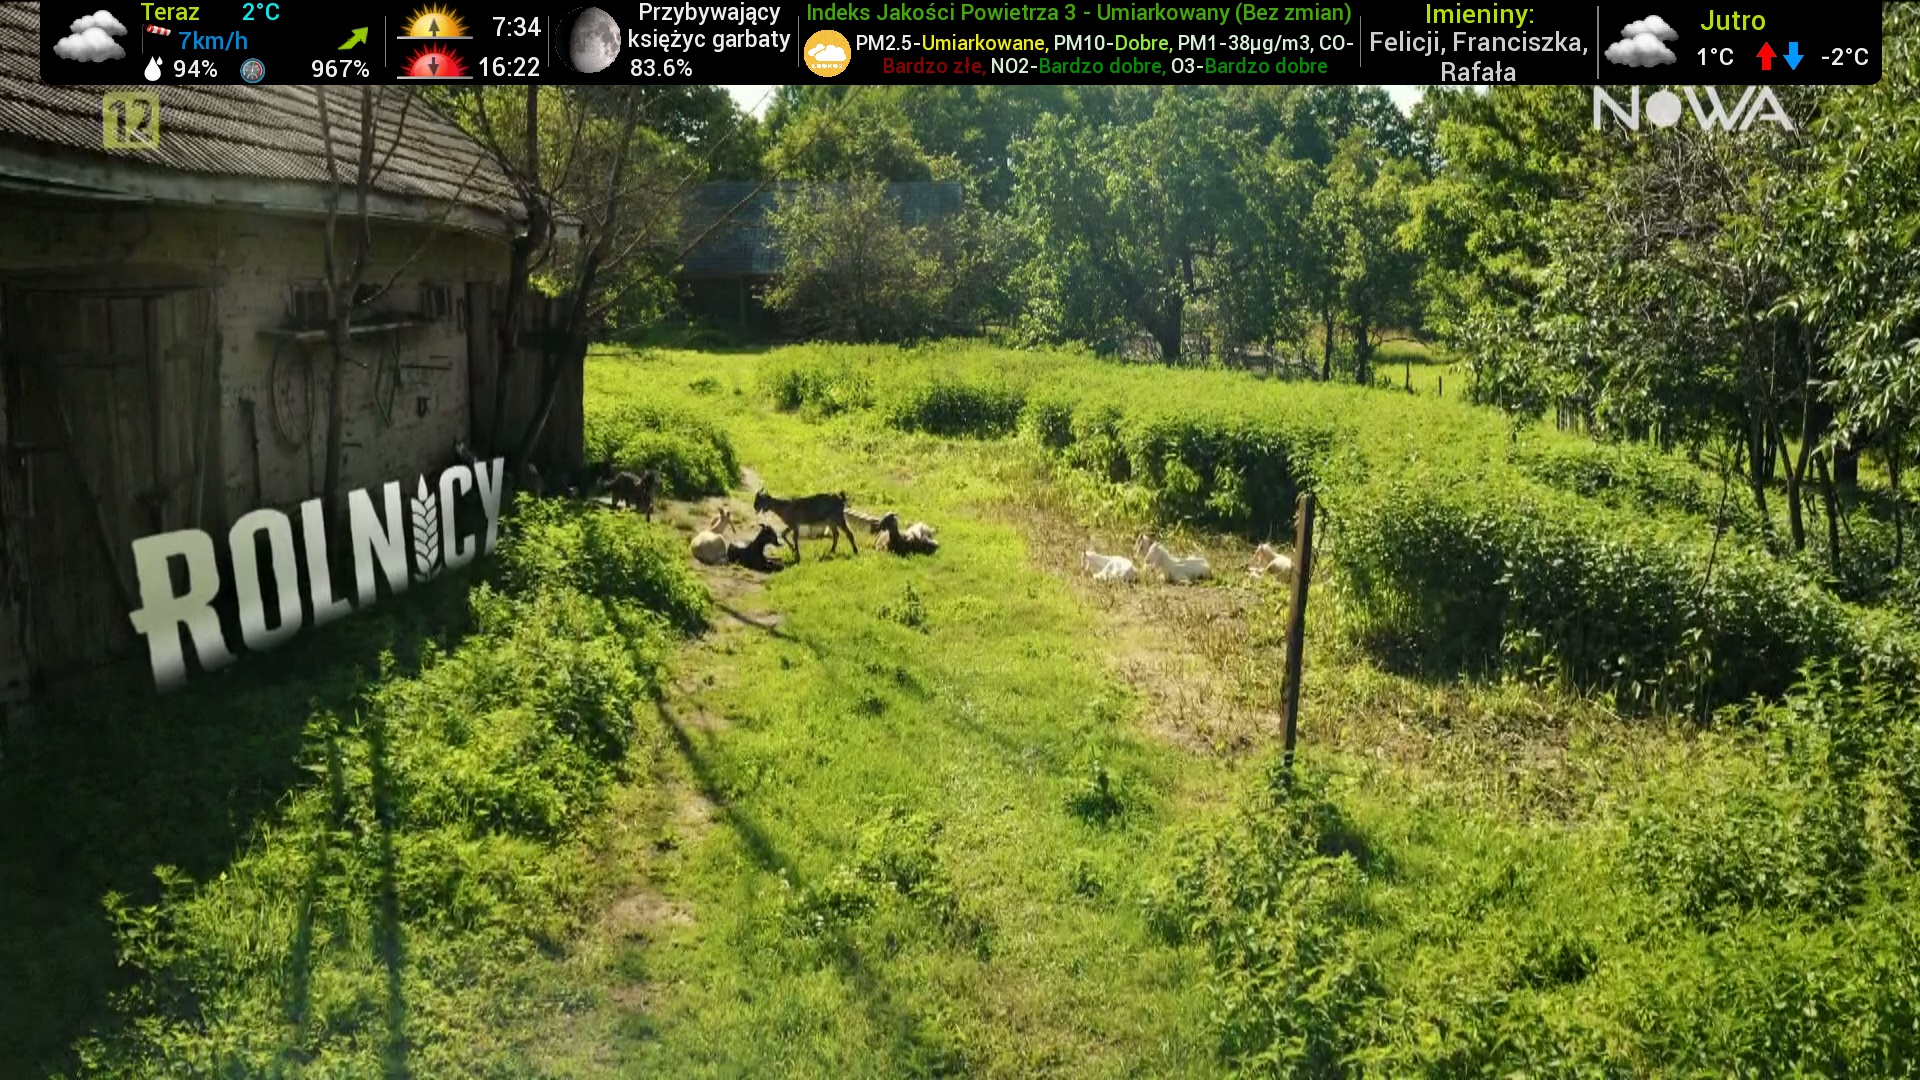 Teraz 2°C
7km/h
94% 967%
7:34
16:22
Przybywający
księżyc garbaty
83.6%
Indeks Jakości Powietrza 3 - Umiarkowany (Bez zmian)
PM2.5-Umiarkowane, PM10-Dobre, PM1-38µg/m3, CO-
Bardzo złe, NO2-Bardzo dobre, O3-Bardzo dobre
Imieniny:
Felicji, Franciszka,
Rafała
Jutro
1°C -2°C
12
NOWA
ROLNICY